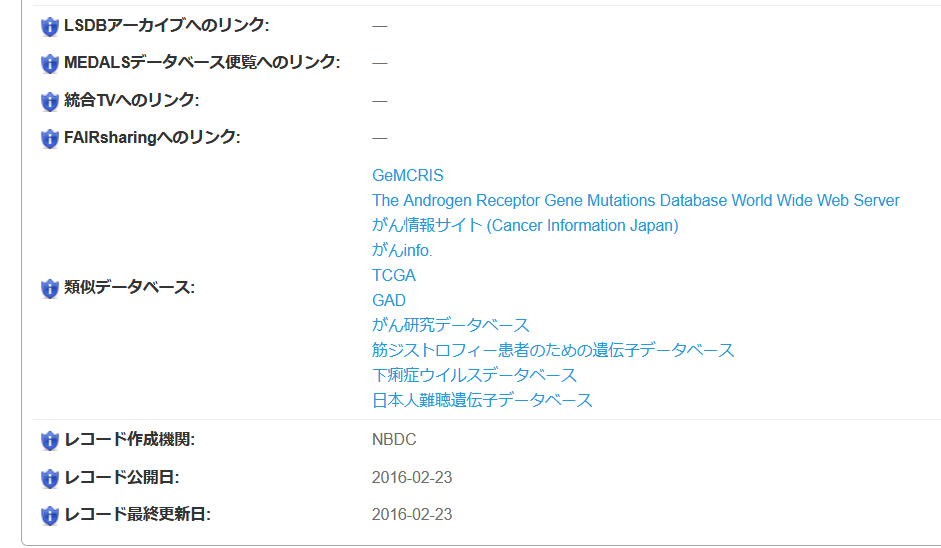 LSDBアーカイブへのリンク: —
MEDALSデータベース便覧へのリンク: —
統合TVへのリンク: —
FAIRsharingへのリンク: —
類似データベース:
GeMCRIS
The Androgen Receptor Gene Mutations Database World Wide Web Server
がん情報サイト (Cancer Information Japan)
がんinfo.
TCGA
GAD
がん研究データベース
筋ジストロフィー患者のための遺伝子データベース
下痢症ウイルスデータベース
日本人難聴遺伝子データベース
レコード作成機関: NBDC
レコード公開日: 2016-02-23
レコード最終更新日: 2016-02-23